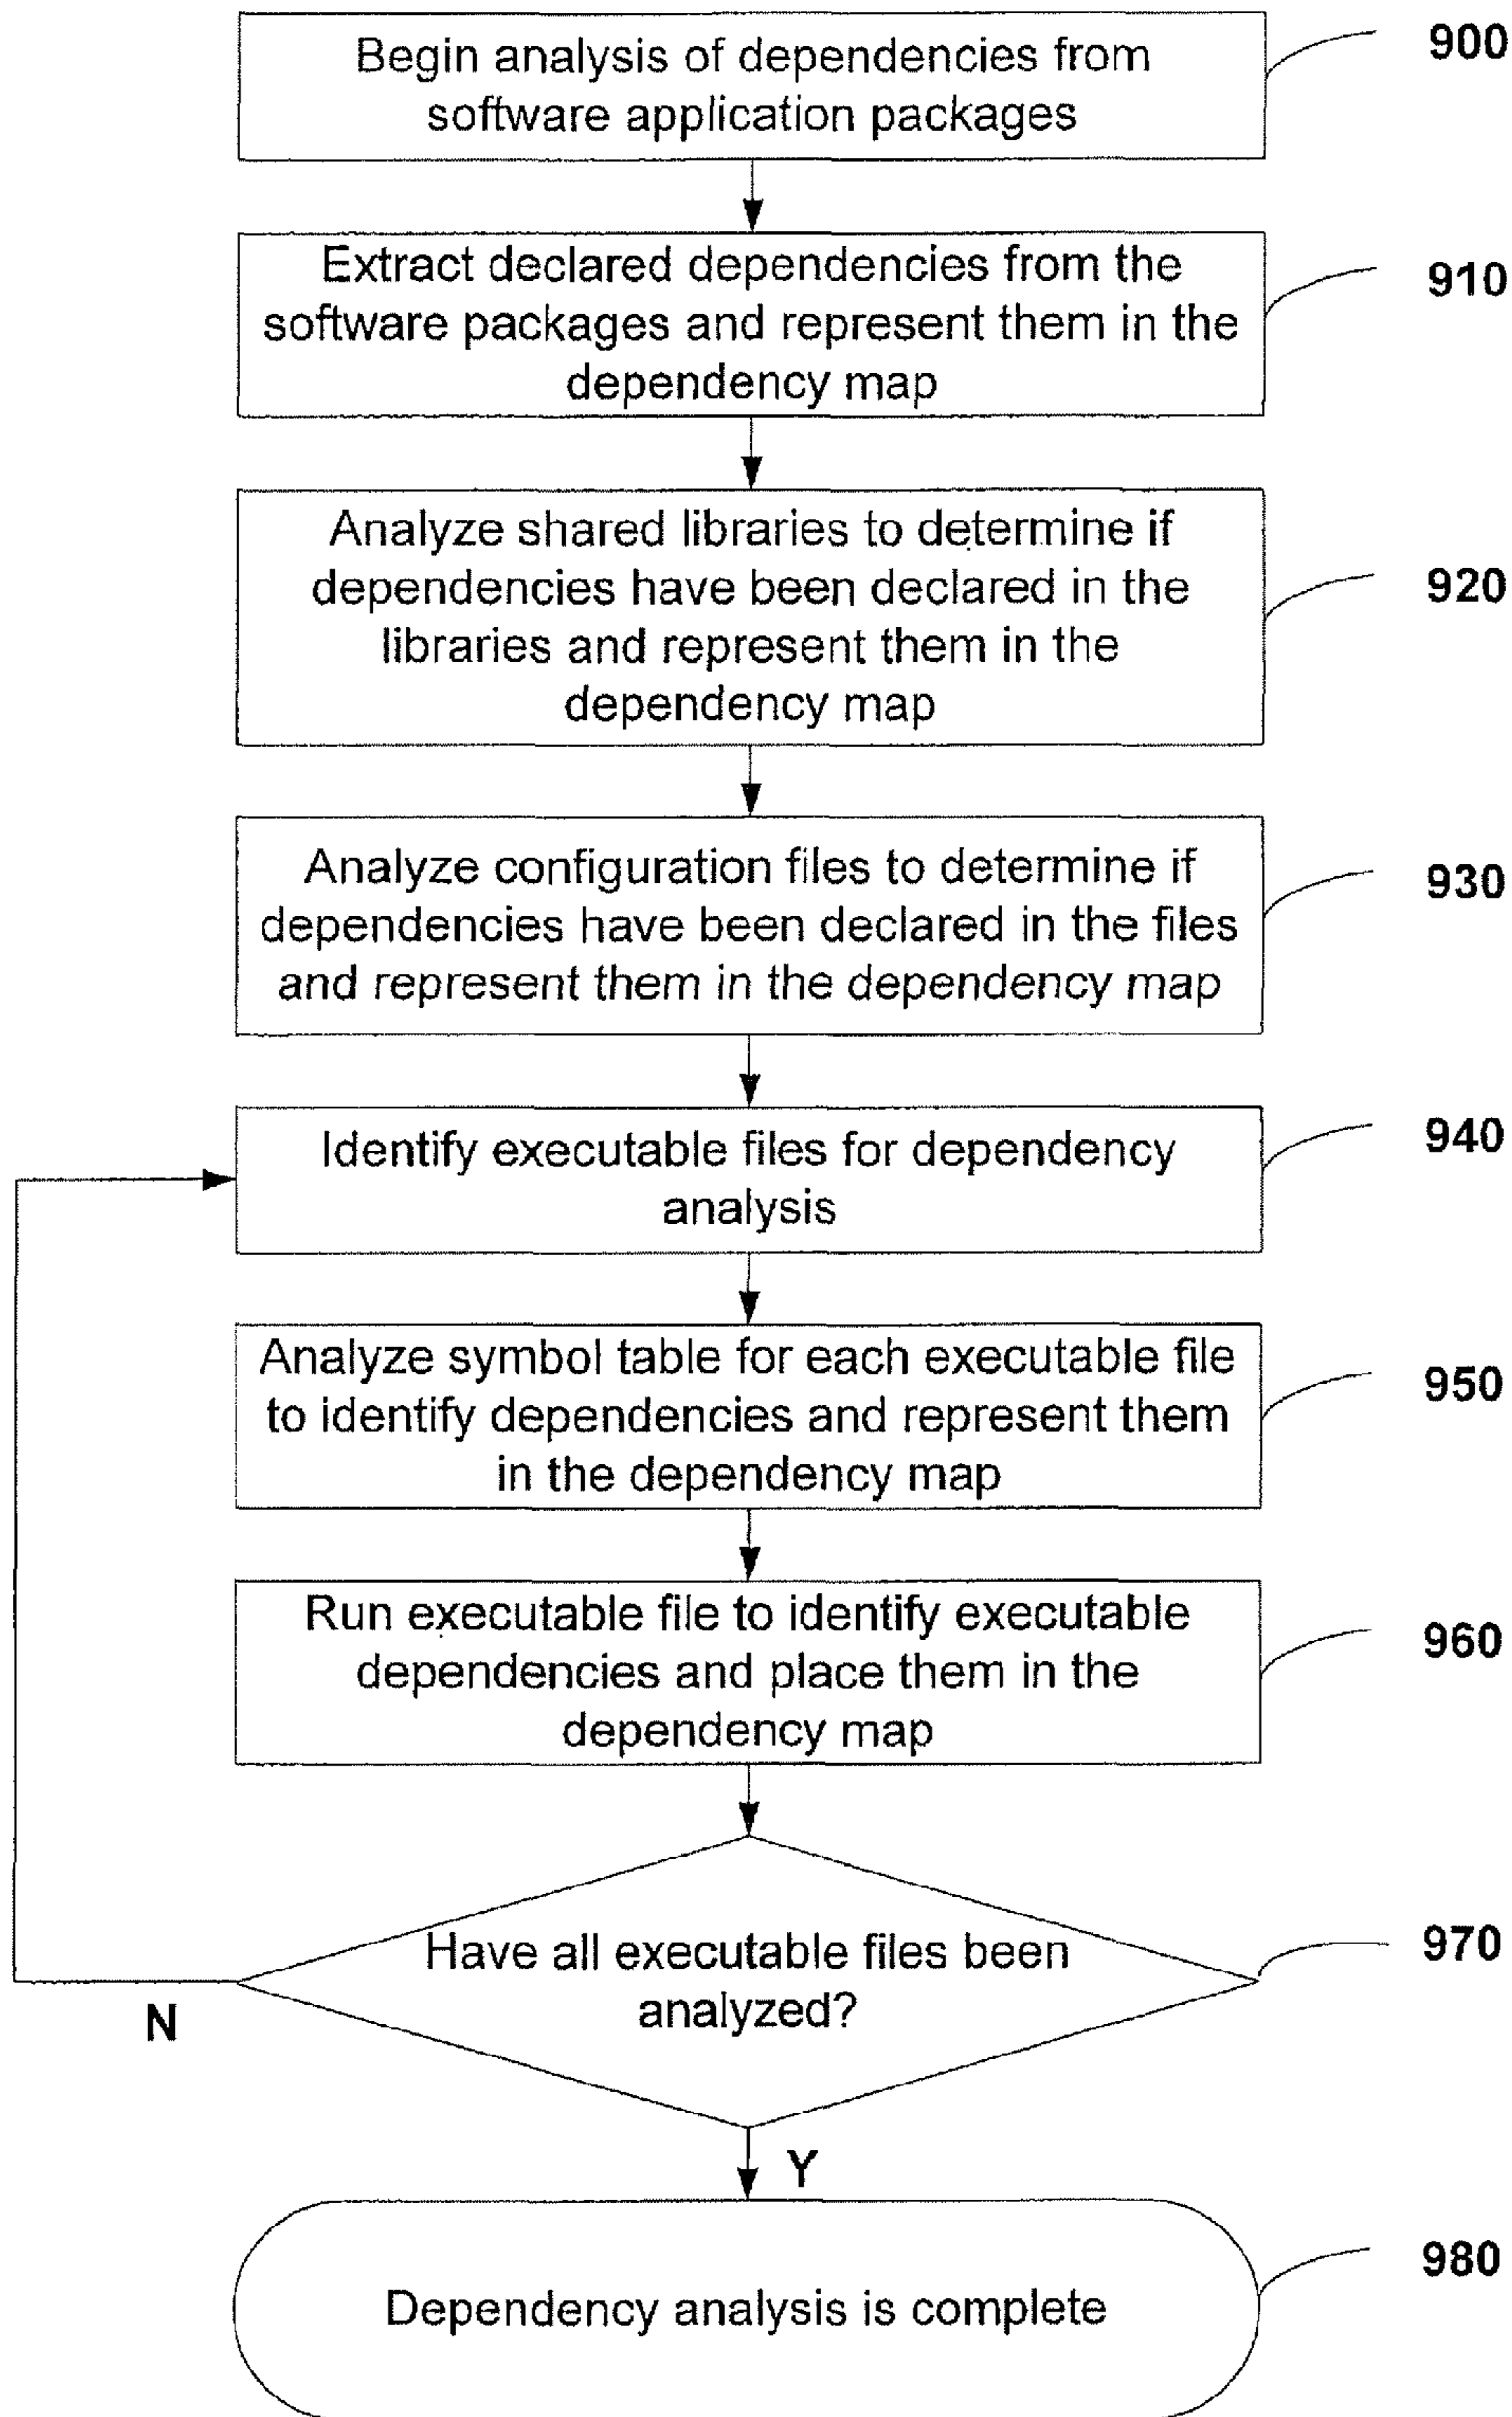 Begin analysis of dependencies from
software application packages
900
Extract declared dependencies from the
software packages and represent them in the
dependency map
910
Analyze shared libraries to determine if
dependencies have been declared in the
libraries and represent them in the
dependency map
920
Analyze configuration files to determine if
dependencies have been declared in the files
and represent them in the dependency map
930
Identify executable files for dependency
analysis
940
Analyze symbol table for each executable file
to identify dependencies and represent them
in the dependency map
950
Run executable file to identify executable
dependencies and place them in the
dependency map
960
Have all executable files been
analyzed?
970
N
Y
Dependency analysis is complete
980